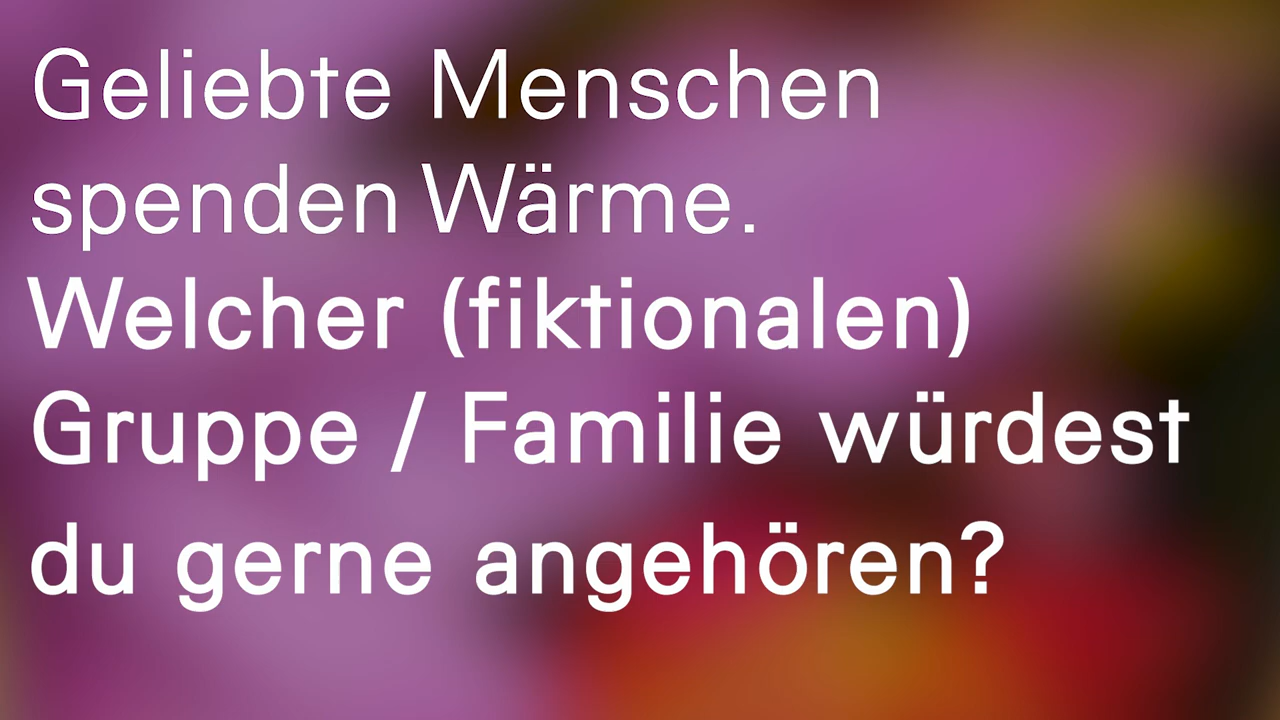 Geliebte Menschen
spenden Wärme.
Welcher (fiktionalen)
Gruppe / Familie würdest
du gerne angehören?